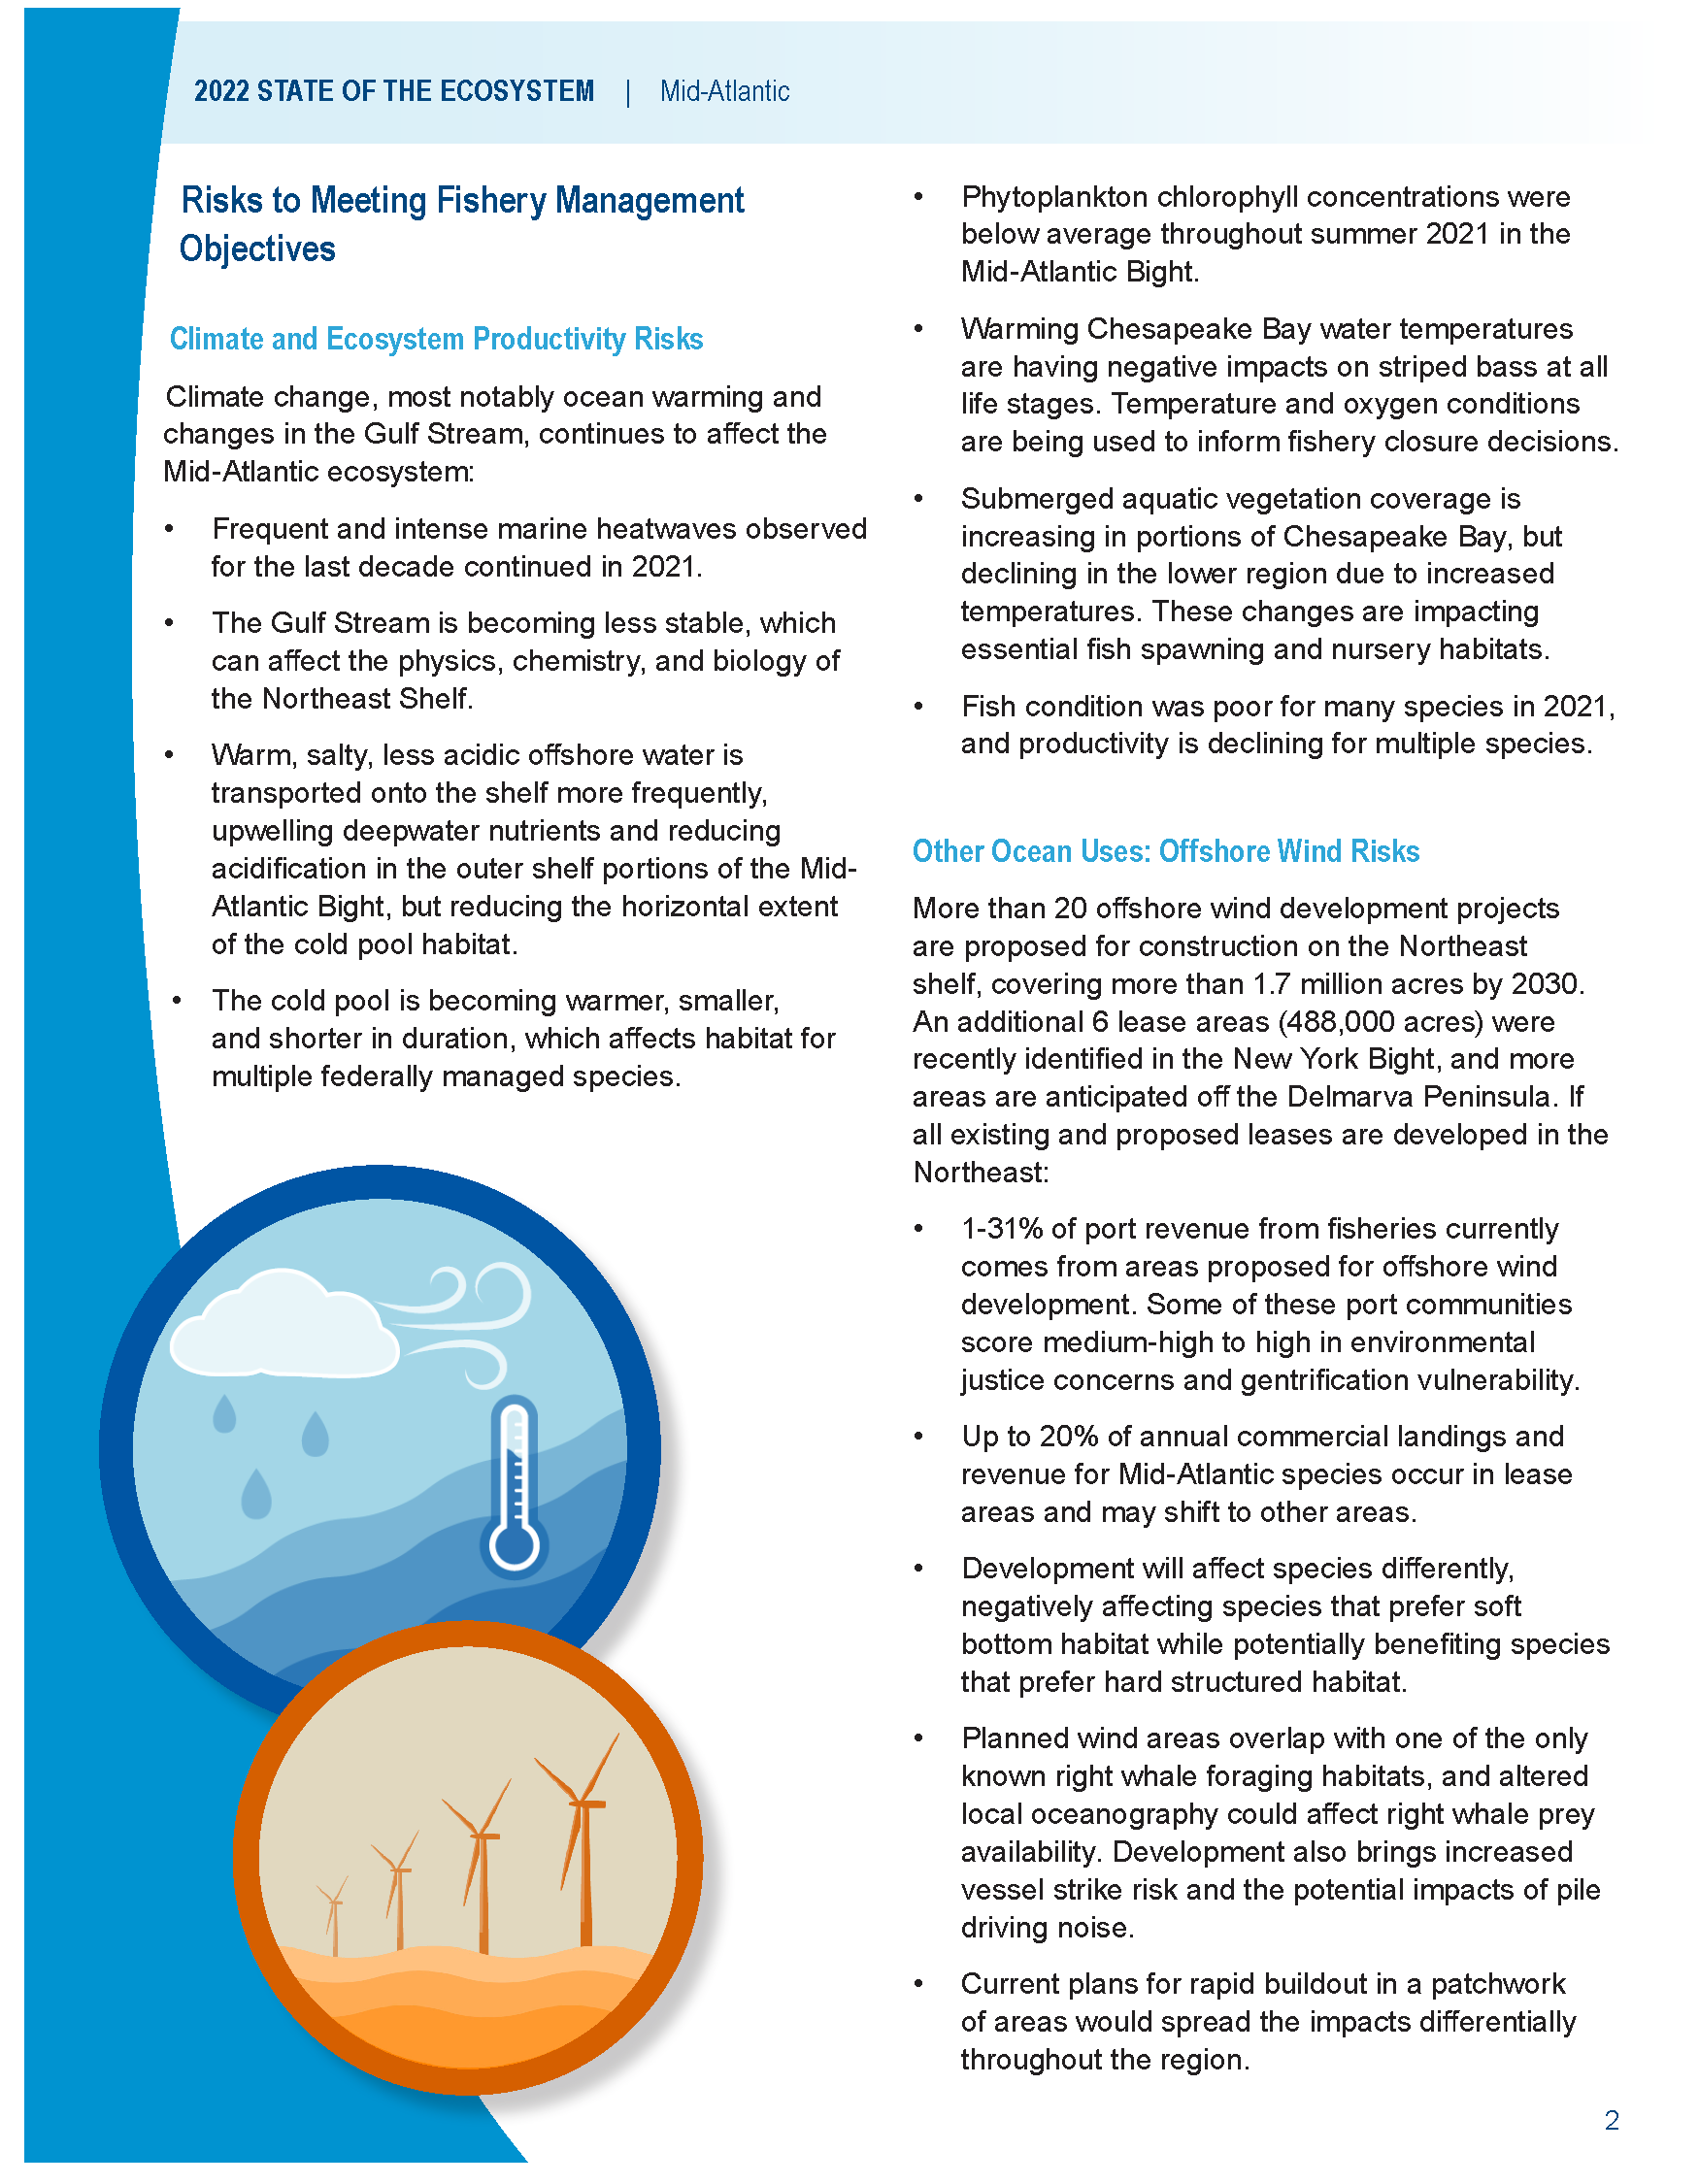 2022 STATE OF THE ECOSYSTEM | Mid-Atlantic
Risks to Meeting Fishery Management
Objectives
Climate and Ecosystem Productivity Risks
Climate change, most notably ocean warming and
changes in the Gulf Stream, continues to affect the
Mid-Atlantic ecosystem:
• Frequent and intense marine heatwaves observed
for the last decade continued in 2021.
• The Gulf Stream is becoming less stable, which
can affect the physics, chemistry, and biology of
the Northeast Shelf.
• Warm, salty, less acidic offshore water is
transported onto the shelf more frequently,
upwelling deepwater nutrients and reducing
acidification in the outer shelf portions of the Mid-
Atlantic Bight, but reducing the horizontal extent
of the cold pool habitat.
• The cold pool is becoming warmer, smaller,
and shorter in duration, which affects habitat for
multiple federally managed species.
• Phytoplankton chlorophyll concentrations were
below average throughout summer 2021 in the
Mid-Atlantic Bight.
• Warming Chesapeake Bay water temperatures
are having negative impacts on striped bass at all
life stages. Temperature and oxygen conditions
are being used to inform fishery closure decisions.
• Submerged aquatic vegetation coverage is
increasing in portions of Chesapeake Bay, but
declining in the lower region due to increased
temperatures. These changes are impacting
essential fish spawning and nursery habitats.
• Fish condition was poor for many species in 2021,
and productivity is declining for multiple species.
Other Ocean Uses: Offshore Wind Risks
More than 20 offshore wind development projects
are proposed for construction on the Northeast
shelf, covering more than 1.7 million acres by 2030.
An additional 6 lease areas (488,000 acres) were
recently identified in the New York Bight, and more
areas are anticipated off the Delmarva Peninsula. If
all existing and proposed leases are developed in the
Northeast:
• 1-31% of port revenue from fisheries currently
comes from areas proposed for offshore wind
development. Some of these port communities
score medium-high to high in environmental
justice concerns and gentrification vulnerability.
• Up to 20% of annual commercial landings and
revenue for Mid-Atlantic species occur in lease
areas and may shift to other areas.
• Development will affect species differently,
negatively affecting species that prefer soft
bottom habitat while potentially benefiting species
that prefer hard structured habitat.
• Planned wind areas overlap with one of the only
known right whale foraging habitats, and altered
local oceanography could affect right whale prey
availability. Development also brings increased
vessel strike risk and the potential impacts of pile
driving noise.
• Current plans for rapid buildout in a patchwork
of areas would spread the impacts differentially
throughout the region.
2